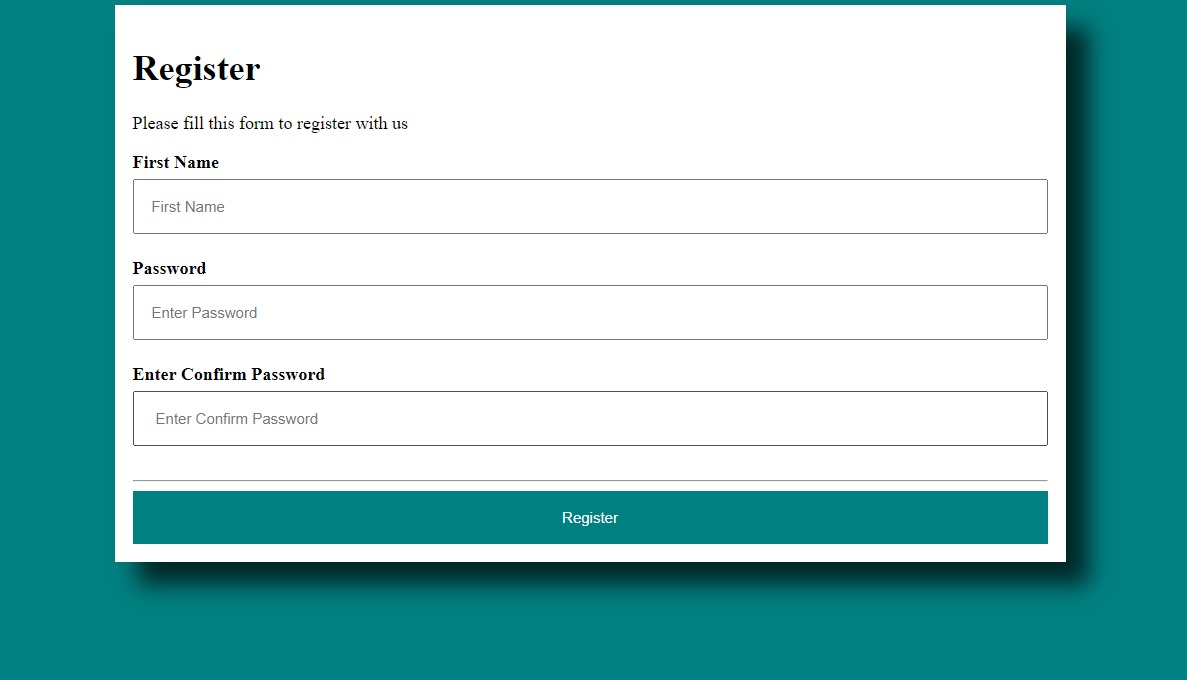 Register
Please fill this form to register with us
First Name
First Name
Password
Enter Password
Enter Confirm Password
Enter Confirm Password
Register